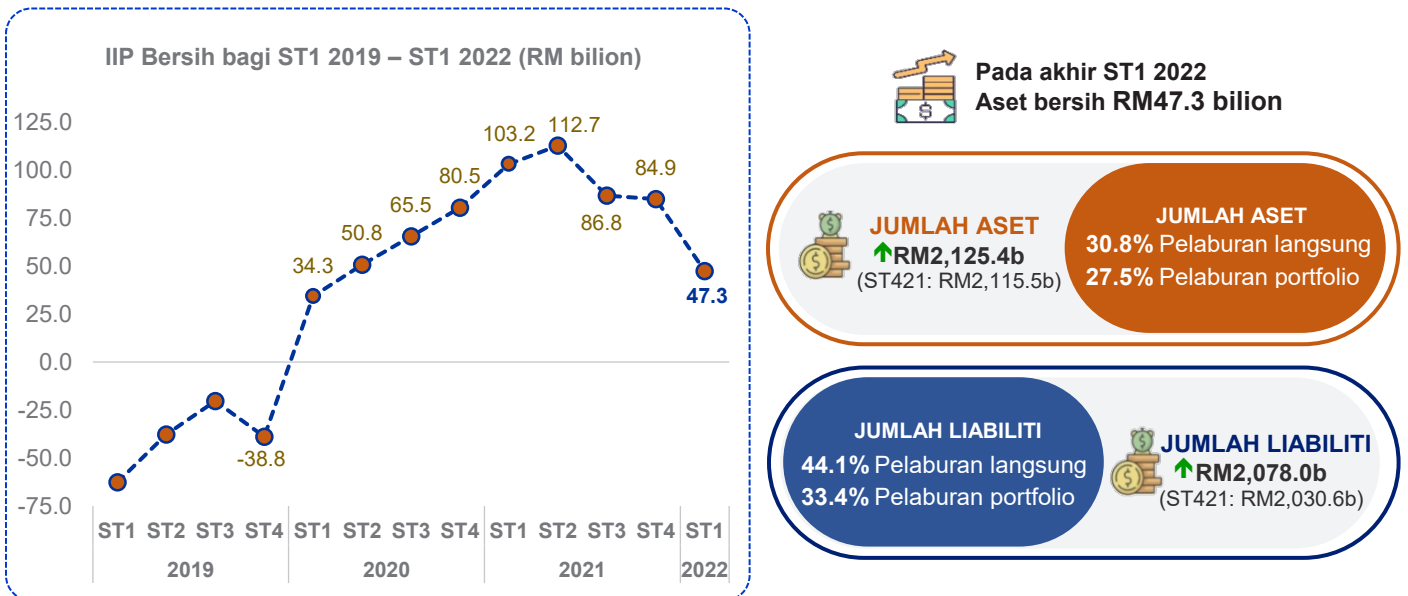 IIP Bersih bagi ST1 2019 – ST1 2022 (RM bilion)
125.0
100.0
75.0
50.0
25.0
0.0
-25.0
-50.0
-75.0
-38.8
34.3
50.8
65.5
80.5
103.2
112.7
86.8
84.9
47.3
ST1 ST2 ST3 ST4 ST1 ST2 ST3 ST4 ST1 ST2 ST3 ST4 ST1
2019 2020 2021 2022
Pada akhir ST1 2022
Aset bersih RM47.3 bilion
$
JUMLAH ASET
RM2,125.4b
(ST421: RM2,115.5b)
JUMLAH ASET
30.8% Pelaburan langsung
27.5% Pelaburan portfolio
JUMLAH LIABILITI
44.1% Pelaburan langsung
33.4% Pelaburan portfolio
JUMLAH LIABILITI
RM2,078.0b
(ST421: RM2,030.6b)